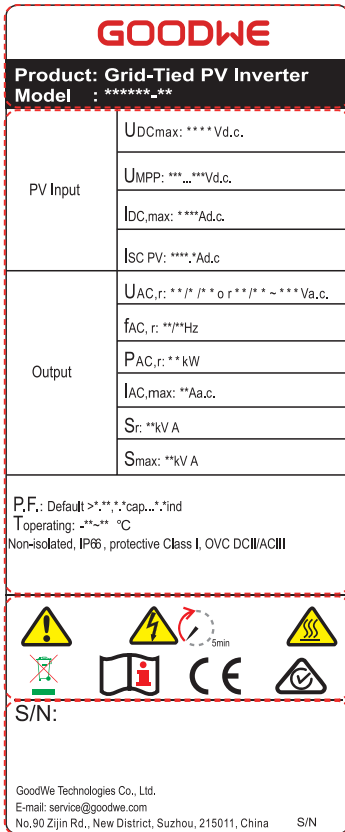 GOODWE
Product: Grid-Tied PV Inverter
Model : ******-**
PV Input
UDCmax: ****Vd.c.
UMPP: ***...***Vd.c.
IDC,max: ****Ad.c.
ISC PV: ****.*Ad.c
Output
UAC,r: **/*/** or **/**~***Va.c.
fAC, r: **/**Hz
PAC,r: **kW
IAC,max: **Aa.c.
Sr: **kV A
Smax: **kV A
P.F.: Default >*.**,*.*cap...*.*ind
Toperating: -**~** °C
Non-isolated, IP66, protective Class I, OVC DCII/ACIII
5min
CE
S/N:
GoodWe Technologies Co., Ltd.
E-mail: service@goodwe.com
No,90 Zijin Rd,, New District, Suzhou, 215011, China S/N